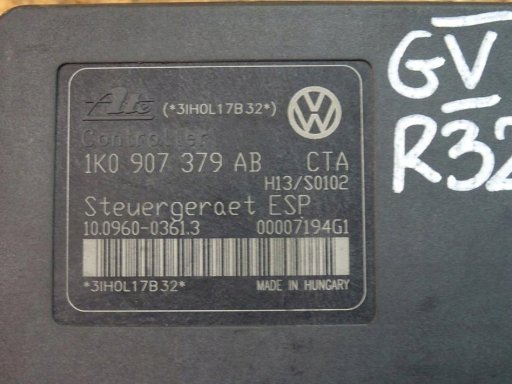 Ate (*3IH0L17B32*)
Controller
1K0 907 379 AB CTA
H13/S0102
Steuergeraet ESP
10.0960-0361.3 00007194G1
*3IH0L17B32* MADE IN HUNGARY
GV
R32